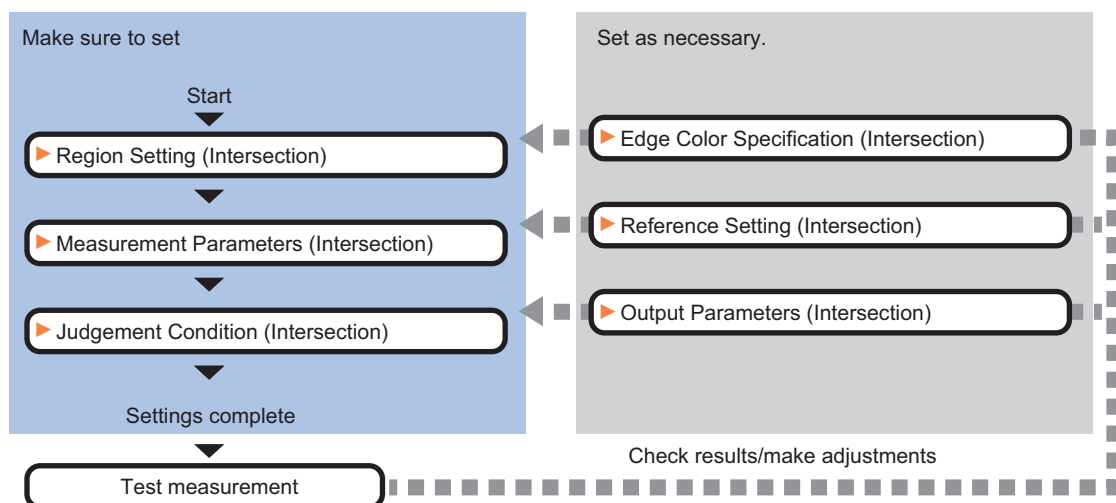 Make sure to set
Start
Region Setting (Intersection)
Measurement Parameters (Intersection)
Judgement Condition (Intersection)
Settings complete
Test measurement
Set as necessary.
Edge Color Specification (Intersection)
Reference Setting (Intersection)
Output Parameters (Intersection)
Check results/make adjustments